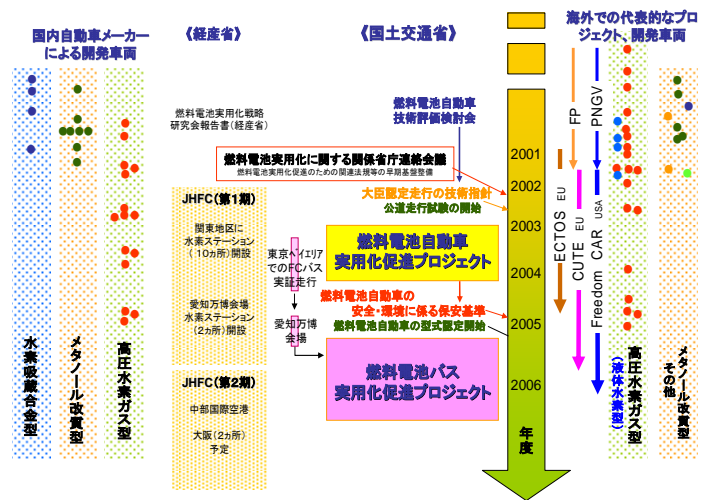 国内自動車メーカー
による開発車両
《経産省》
《国土交通省》
海外での代表的なプロ
ジェクト、開発車両
燃料電池実用化戦略
研究会報告書(経産省)
燃料電池自動車
技術評価検討会
燃料電池実用化に関する関係省庁連絡会議
燃料電池実用化促進のための関連法規等の早期基盤整備
大臣認定走行の技術指針
公道走行試験の開始
JHFC(第1期)
関東地区に
水素ステーション
(10ヵ所)開設
愛知万博会場
水素ステーション
(2ヵ所)開設
東京ベイエリア
でのFCバス
実証走行
愛知万博
会場
燃料電池自動車
実用化促進プロジェクト
燃料電池自動車の
安全・環境に係る保安基準
燃料電池自動車の型式認定開始
燃料電池バス
実用化促進プロジェクト
JHFC(第2期)
中部国際空港
大阪(2ヵ所)
予定
2001
2002
2003
2004
2005
2006
年度
FP
PNGV
ECTOS EU
CUTE EU
Freedom CAR USA
水素吸蔵合金型
メタノール改質型
高圧水素ガス型
高圧水素ガス型
(液体水素型)
メタノール改質型
その他